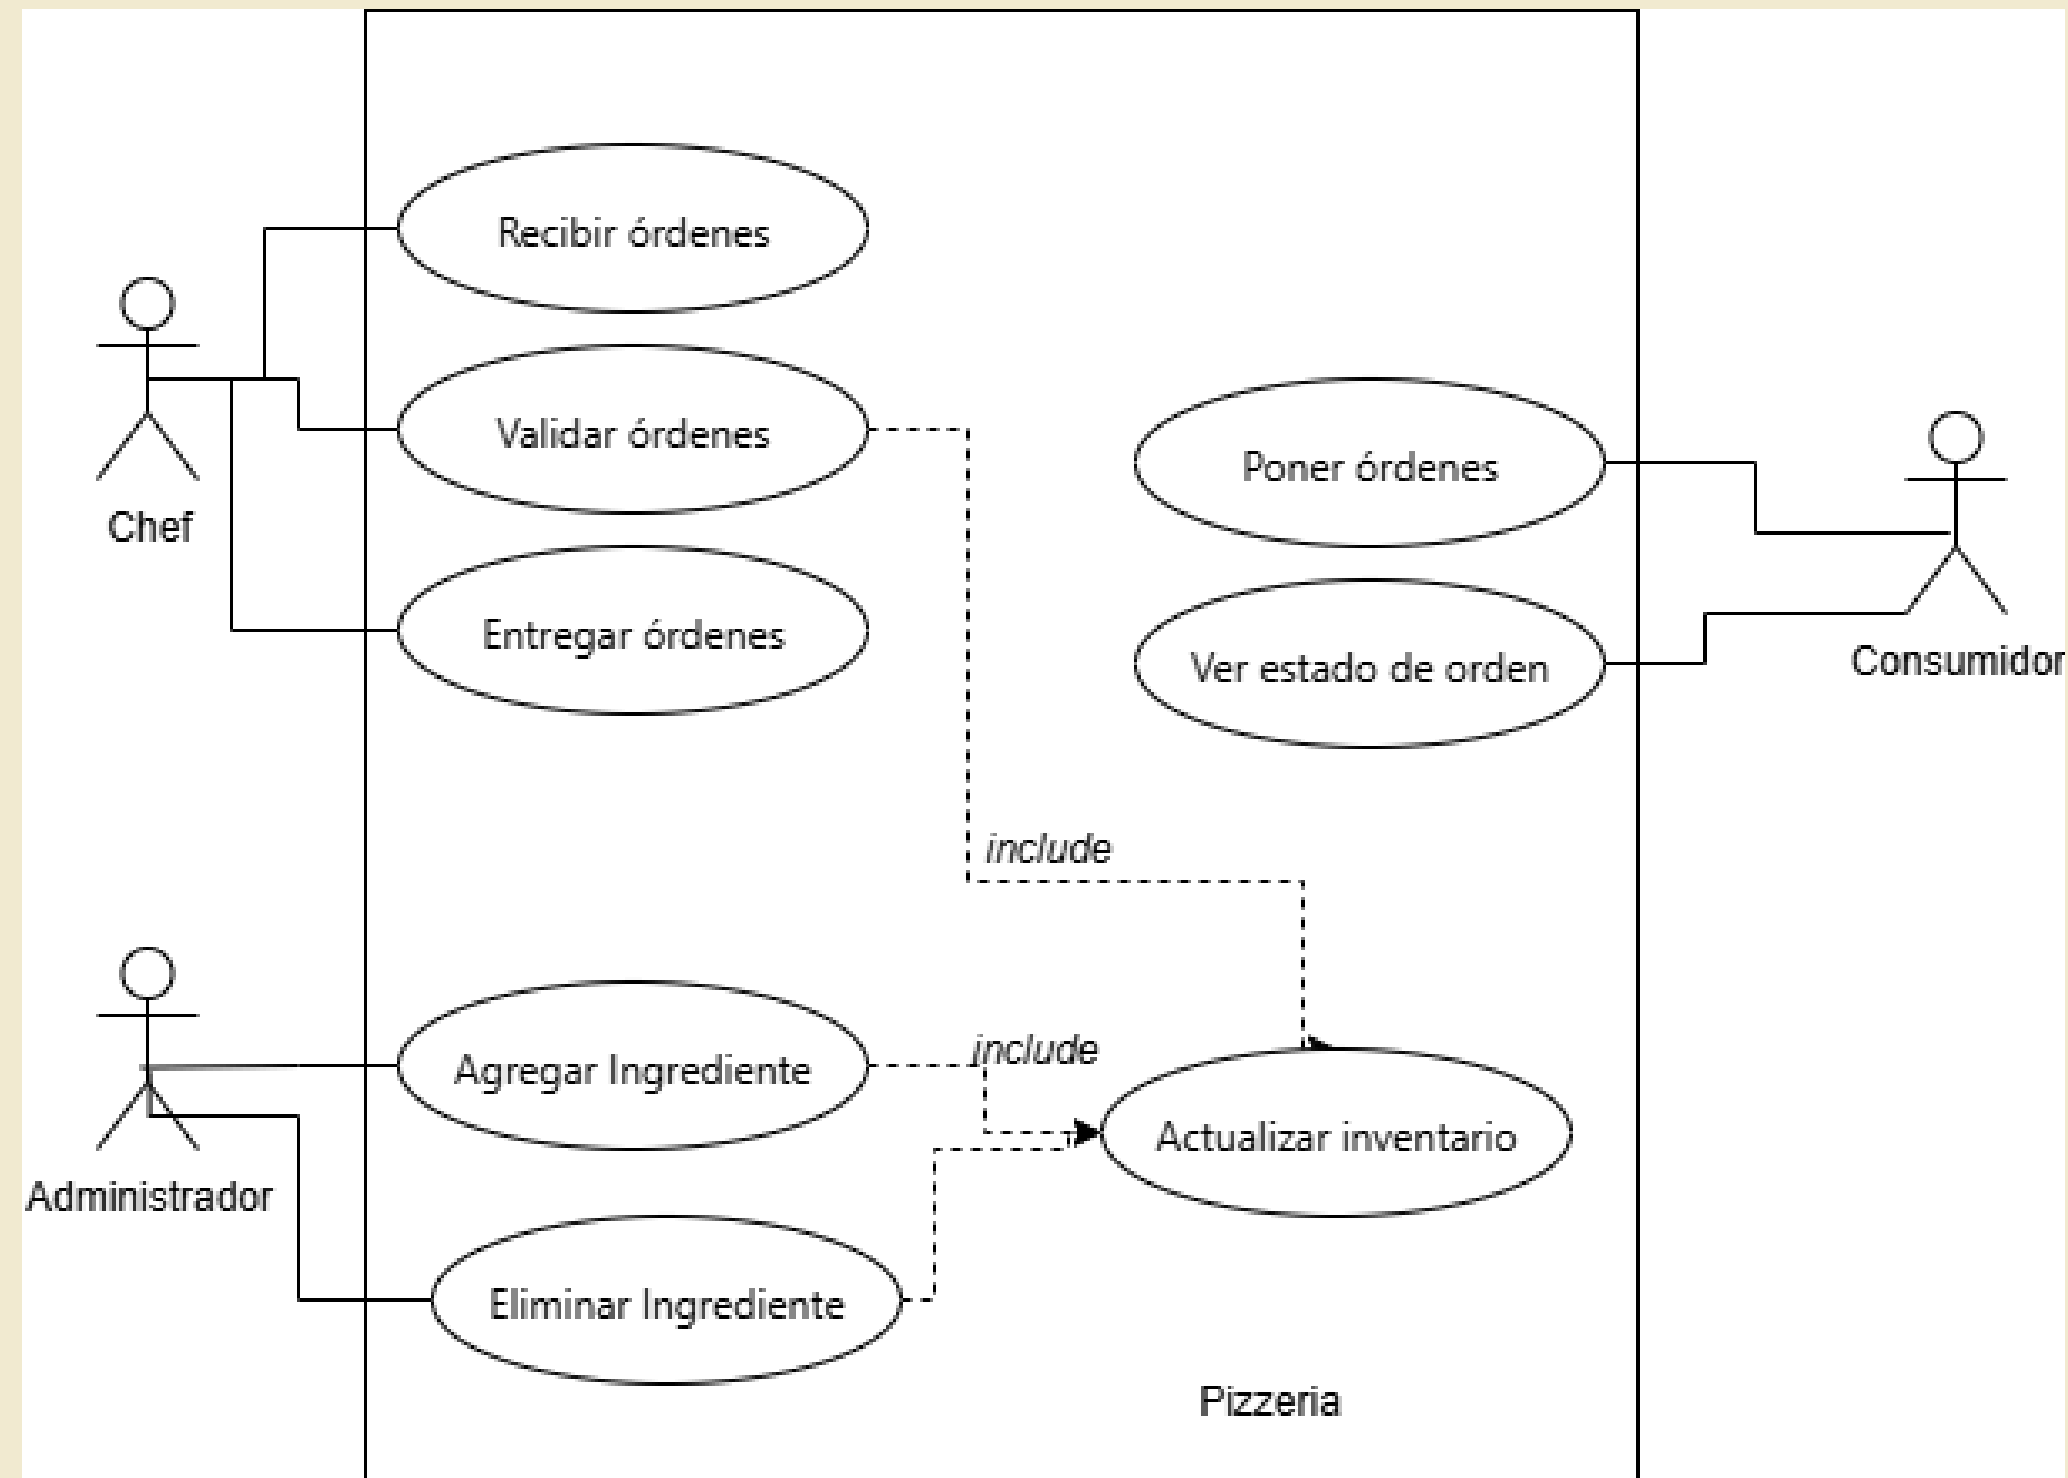 Recibir órdenes
Validar órdenes
Poner órdenes
Chef
Entregar órdenes
Ver estado de orden
Consumidor
include
include
Agregar Ingrediente
Actualizar inventario
Administrador
Eliminar Ingrediente
Pizzeria